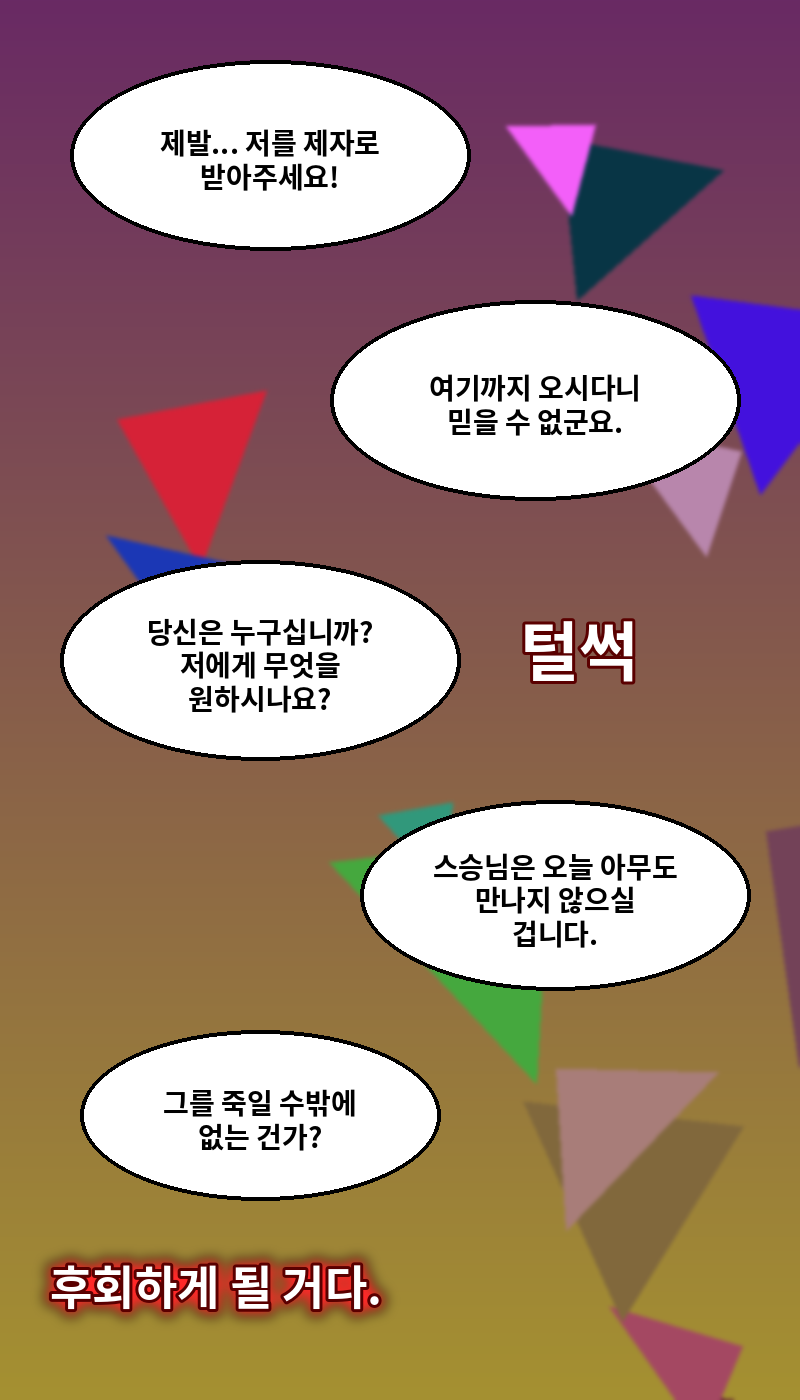 제발... 저를 제자로
받아주세요!
여기까지 오시다니
믿을 수 없군요.
당신은 누구십니까?
저에게 무엇을
원하시나요?
털썩
스승님은 오늘 아무도
만나지 않으실
겁니다.
그를 죽일 수밖에
없는 건가?
후회하게 될 거다.